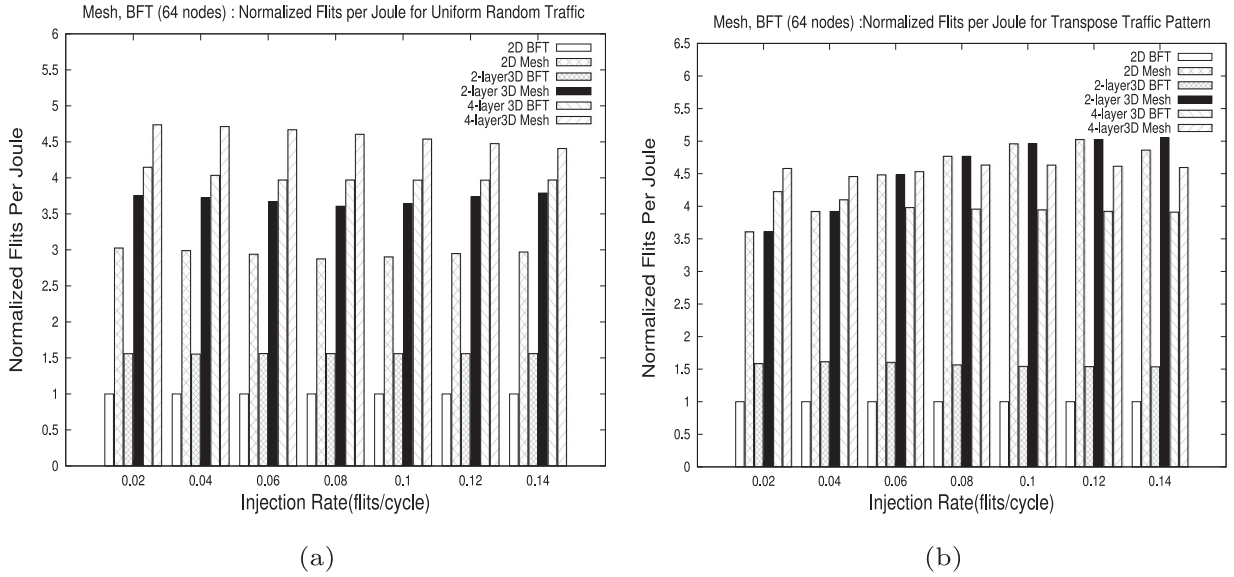 Mesh, BFT (64 nodes) : Normalized Flits per Joule for Uniform Random Traffic
6
5.5
5
4.5
4
3.5
3
2.5
2
1.5
1
0.5
0
Normalized Flits Per Joule
2D BFT
2D Mesh
2-layer3D BFT
2-layer 3D Mesh
4-layer 3D BFT
4-layer3D Mesh
0.02 0.04 0.06 0.08 0.1 0.12 0.14
Injection Rate(flits/cycle)
(a)
Mesh, BFT (64 nodes) :Normalized Flits per Joule for Transpose Traffic Pattern
6.5
6
5.5
5
4.5
4
3.5
3
2.5
2
1.5
1
0.5
0
Normalized Flits Per Joule
2D BFT
2D Mesh
2-layer3D BFT
2-layer 3D Mesh
4-layer 3D BFT
4-layer3D Mesh
0.02 0.04 0.06 0.08 0.1 0.12 0.14
Injection Rate(flits/cycle)
(b)